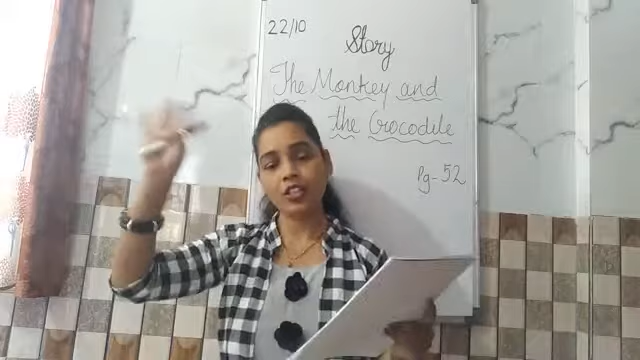 22/10
Story
The Monkey and
the Crocodile
Pg-52